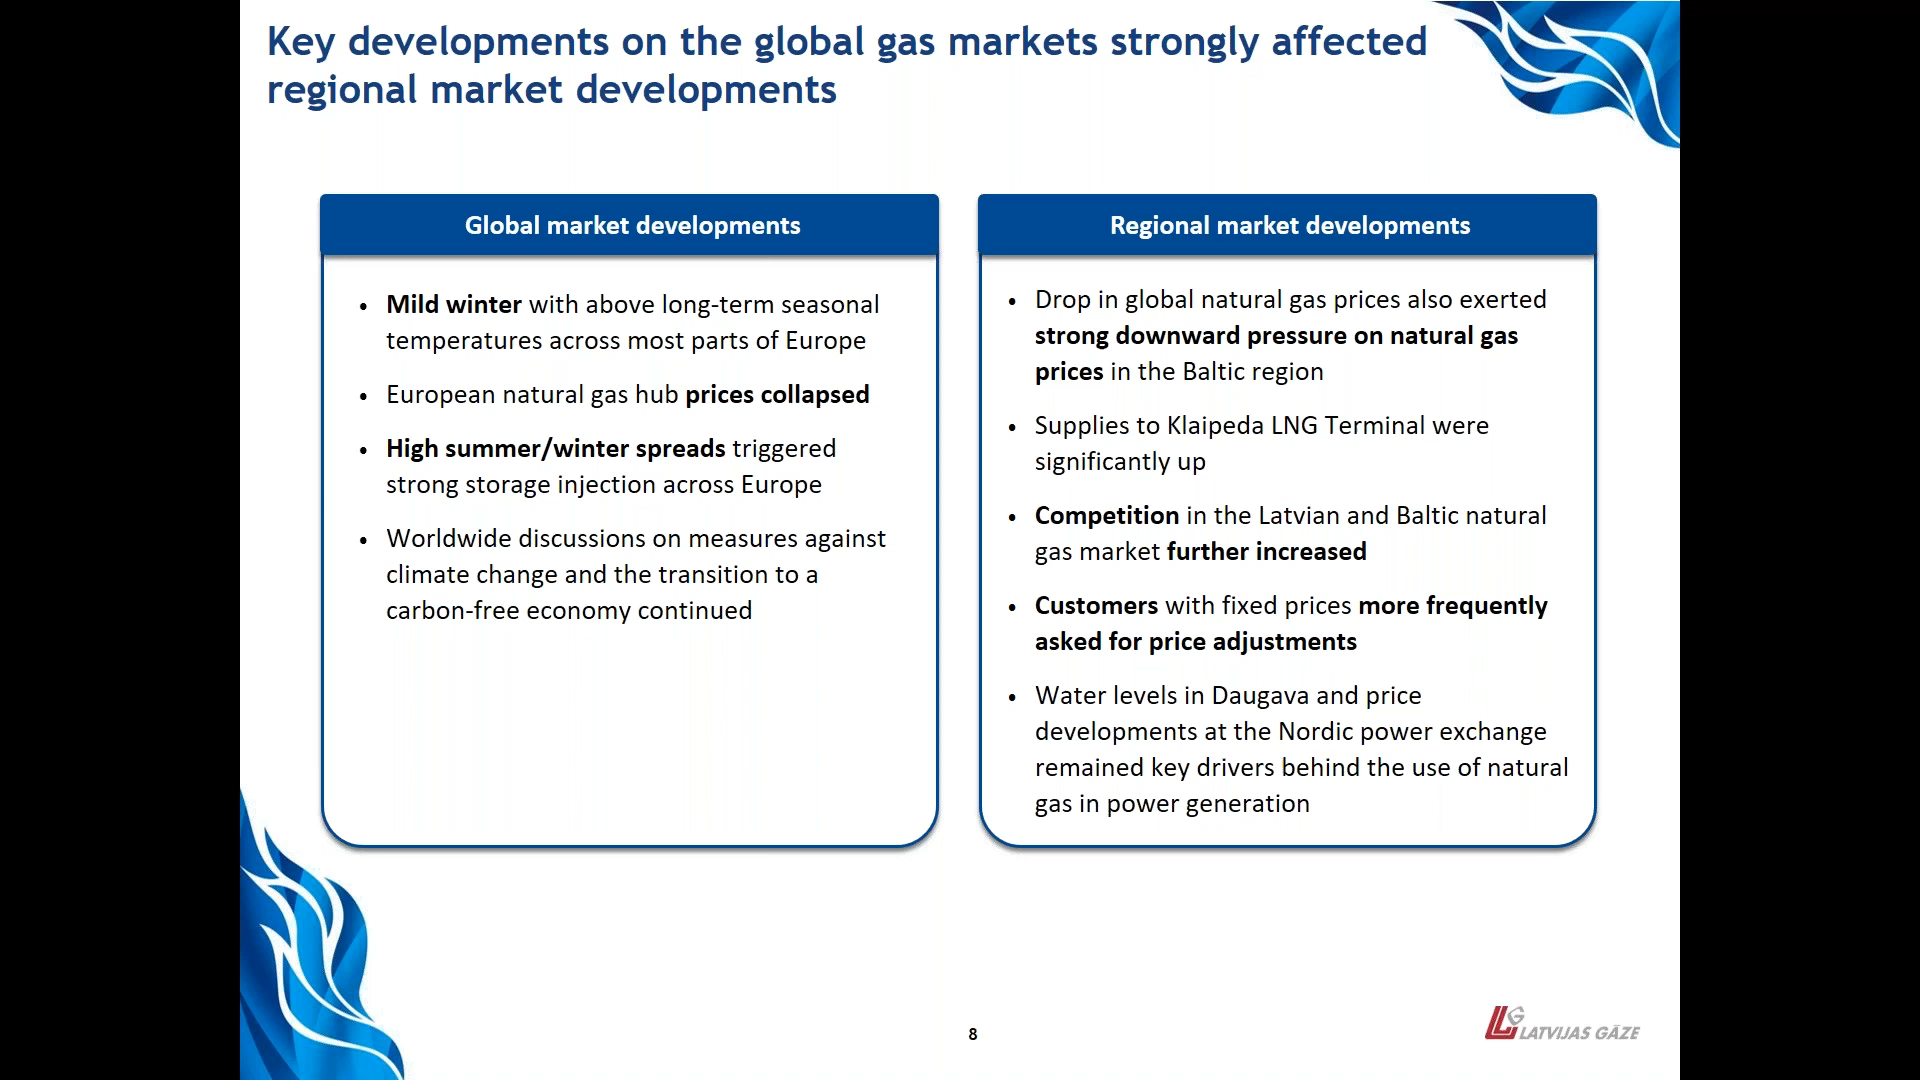 Key developments on the global gas markets strongly affected
regional market developments
Global market developments
• Mild winter with above long-term seasonal
temperatures across most parts of Europe
• European natural gas hub prices collapsed
• High summer/winter spreads triggered
strong storage injection across Europe
• Worldwide discussions on measures against
climate change and the transition to a
carbon-free economy continued
Regional market developments
• Drop in global natural gas prices also exerted
strong downward pressure on natural gas
prices in the Baltic region
• Supplies to Klaipeda LNG Terminal were
significantly up
• Competition in the Latvian and Baltic natural
gas market further increased
• Customers with fixed prices more frequently
asked for price adjustments
• Water levels in Daugava and price
developments at the Nordic power exchange
remained key drivers behind the use of natural
gas in power generation
8
LG LATVIJAS GĀZE